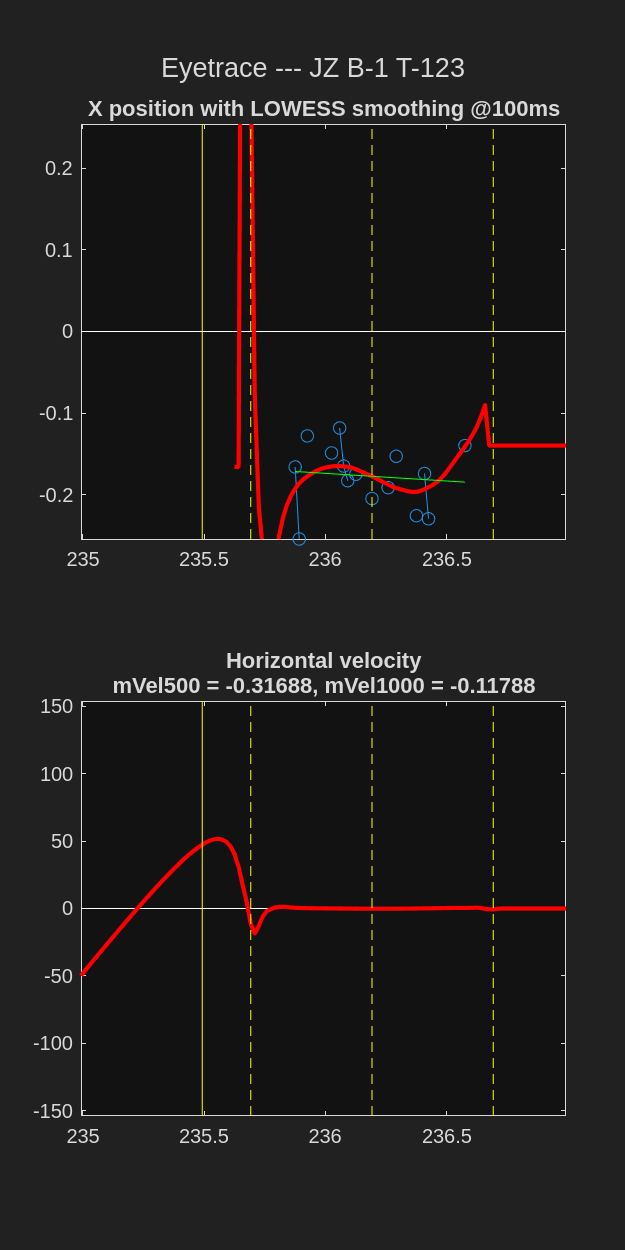 Eyetrace --- JZ B-1 T-123
X position with LOWESS smoothing @100ms
0.2
0.1
0
-0.1
-0.2
235 235.5 236 236.5
Horizontal velocity
mVel500 = -0.31688, mVel1000 = -0.11788
150
100
50
0
-50
-100
-150
235 235.5 236 236.5